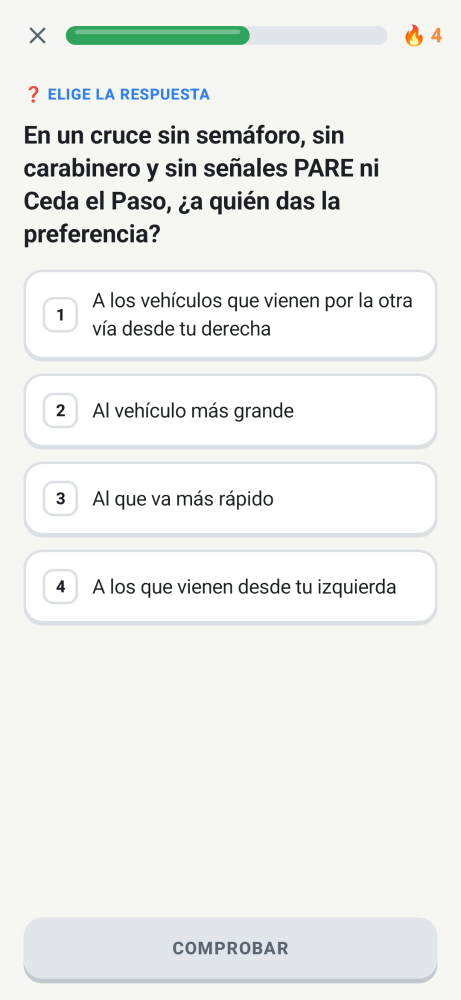 4
ELIGE LA RESPUESTA
En un cruce sin semáforo, sin
carabinero y sin señales PARE ni
Ceda el Paso, ¿a quién das la
preferencia?
1
A los vehículos que vienen por la otra
vía desde tu derecha
2
Al vehículo más grande
3
Al que va más rápido
4
A los que vienen desde tu izquierda
COMPROBAR